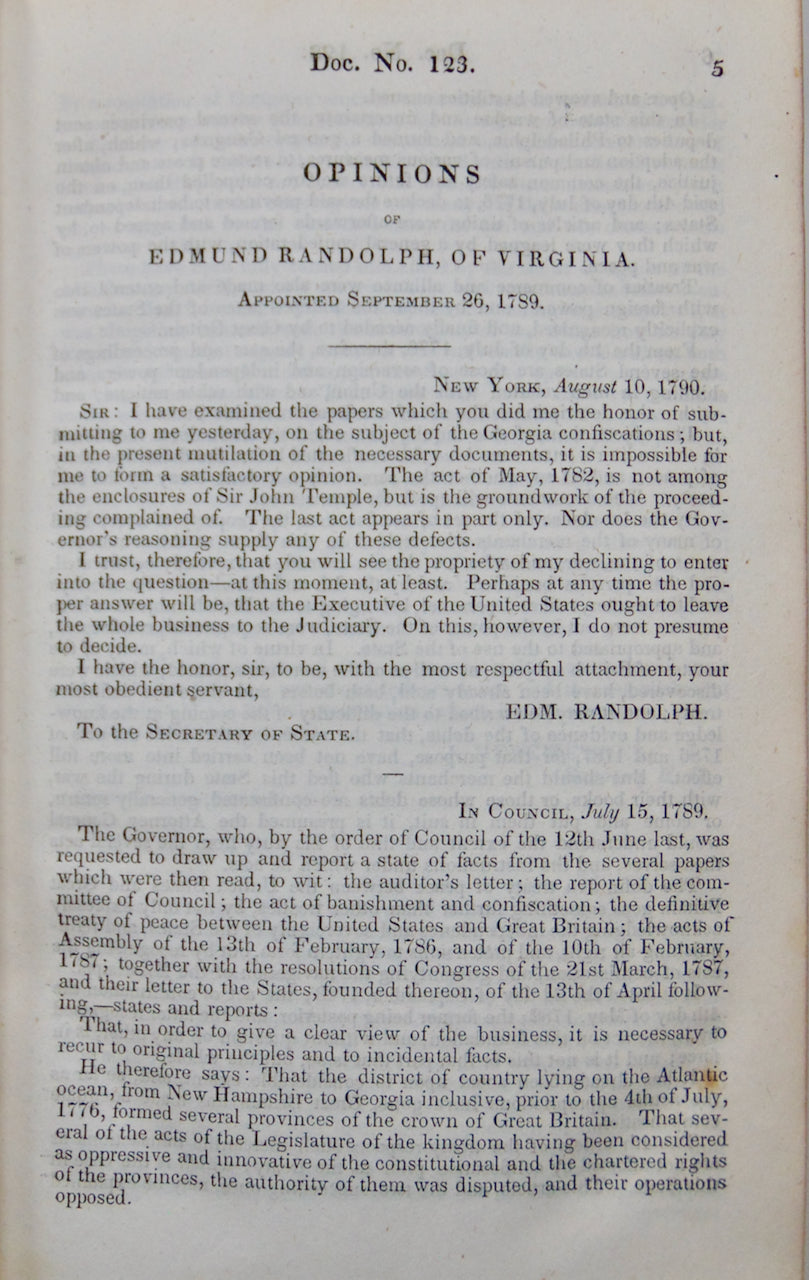 Doc. No. 123.
5
OPINIONS
OF
EDMUND RANDOLPH, OF VIRGINIA.
Appointed September 26, 1789.
New York, August 10, 1790.
Sir: I have examined the papers which you did me the honor of sub-
mitting to me yesterday, on the subject of the Georgia confiscations; but,
in the present mutilation of the necessary documents, it is impossible for
me to form a satisfactory opinion. The act of May, 1782, is not among
the enclosures of Sir John Temple, but is the groundwork of the proceed-
ing complained of. The last act appears in part only. Nor does the Gov-
ernor's reasoning supply any of these defects.
I trust, therefore, that you will see the propriety of my declining to enter
into the question—at this moment, at least. Perhaps at any time the pro-
per answer will be, that the Executive of the United States ought to leave
the whole business to the Judiciary. On this, however, I do not presume
to decide.
I have the honor, sir, to be, with the most respectful attachment, your
most obedient servant,
EDM. RANDOLPH.
To the Secretary of State.
In Council, July 15, 1789.
The Governor, who, by the order of Council of the 12th June last, was
requested to draw up and report a state of facts from the several papers
which were then read, to wit: the auditor's letter; the report of the com-
mittee of Council; the act of banishment and confiscation; the definitive
treaty of peace between the United States and Great Britain; the acts of
Assembly of the 13th of February, 1786, and of the 10th of February,
1787; together with the resolutions of Congress of the 21st March, 1787,
and their letter to the States, founded thereon, of the 13th of April follow-
ing,—states and reports:
That, in order to give a clear view of the business, it is necessary to
recur to original principles and to incidental facts.
He therefore says: That the district of country lying on the Atlantic
ocean, from New Hampshire to Georgia inclusive, prior to the 4th of July,
1776, formed several provinces of the crown of Great Britain. That sev-
eral of the acts of the Legislature of the kingdom having been considered
as oppressive and innovative of the constitutional and the chartered rights
of the provinces, the authority of them was disputed, and their operations
opposed.